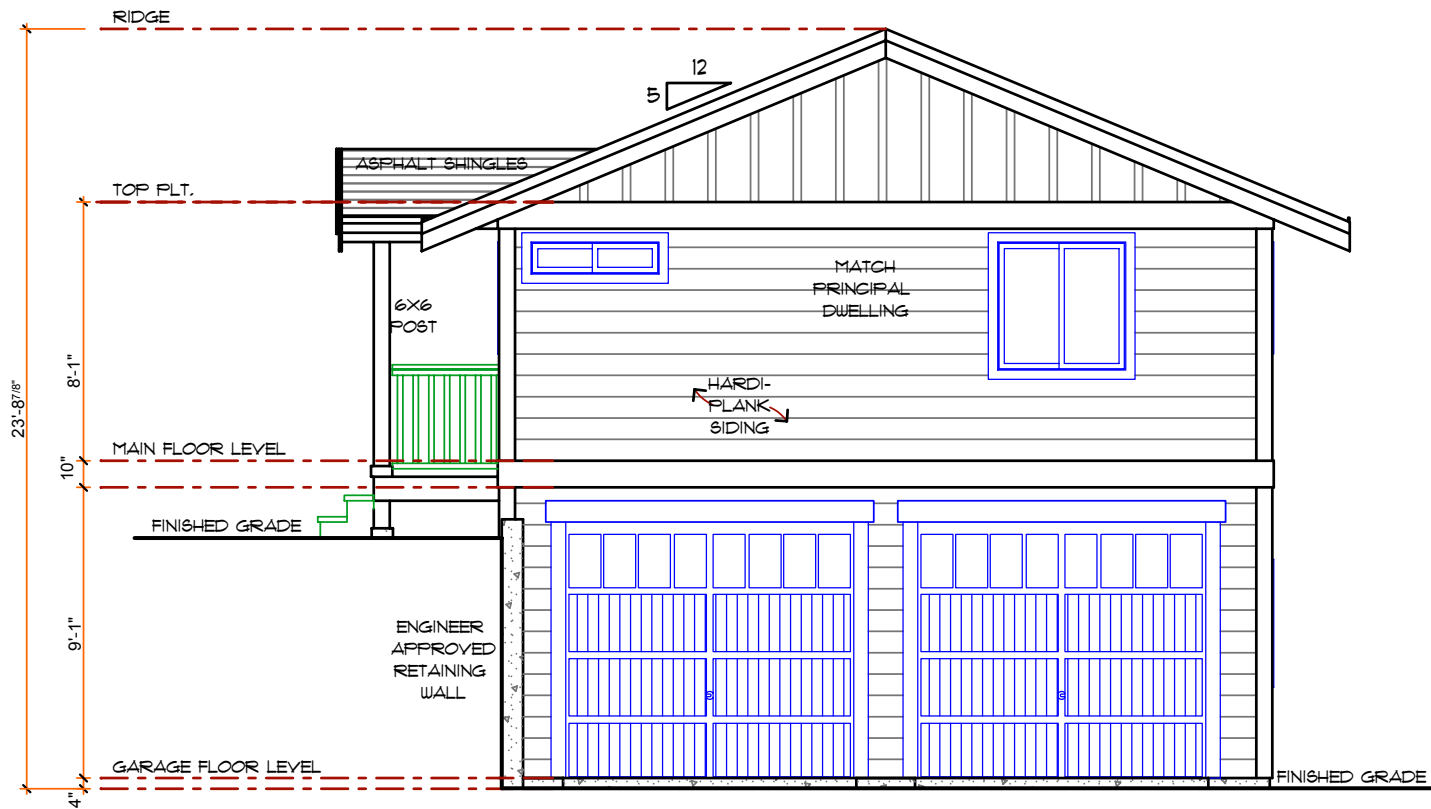 RIDGE
12
5
ASPHALT SHINGLES
TOP PLT.
MATCH
PRINCIPAL
DWELLING
6X6
POST
8'-1"
23'-8 7/8"
HARDI-
PLANK
SIDING
MAIN FLOOR LEVEL
10"
FINISHED GRADE
9'-1"
ENGINEER
APPROVED
RETAINING
WALL
GARAGE FLOOR LEVEL
FINISHED GRADE
4"